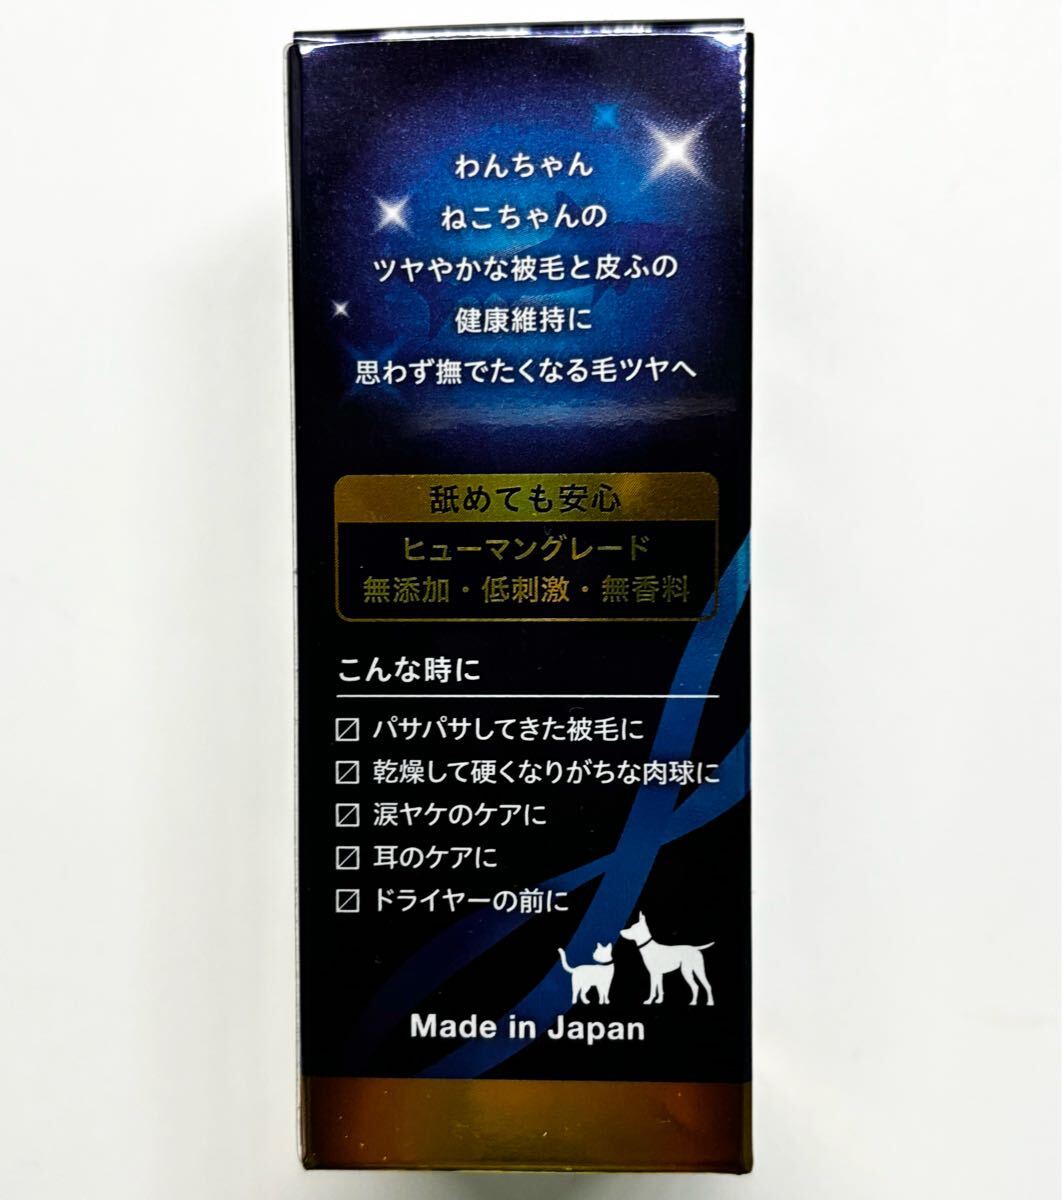 わんちゃん
ねこちゃんの
ツヤやかな被毛と皮ふの
健康維持に
思わず撫でたくなる毛ツヤへ
舐めても安心
ヒューマングレード
無添加・低刺激・無香料
こんな時に
パサパサしてきた被毛に
乾燥して硬くなりがちな肉球に
涙ヤケのケアに
耳のケアに
ドライヤーの前に
Made in Japan